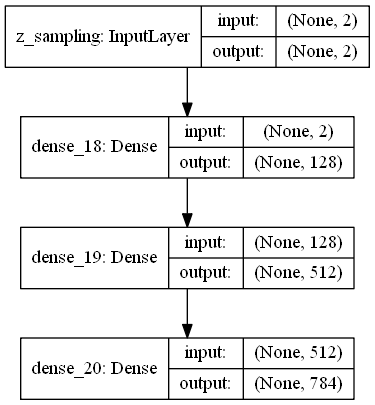 z_sampling: InputLayer
input: (None, 2)
output: (None, 2)
dense_18: Dense
input: (None, 2)
output: (None, 128)
dense_19: Dense
input: (None, 128)
output: (None, 512)
dense_20: Dense
input: (None, 512)
output: (None, 784)